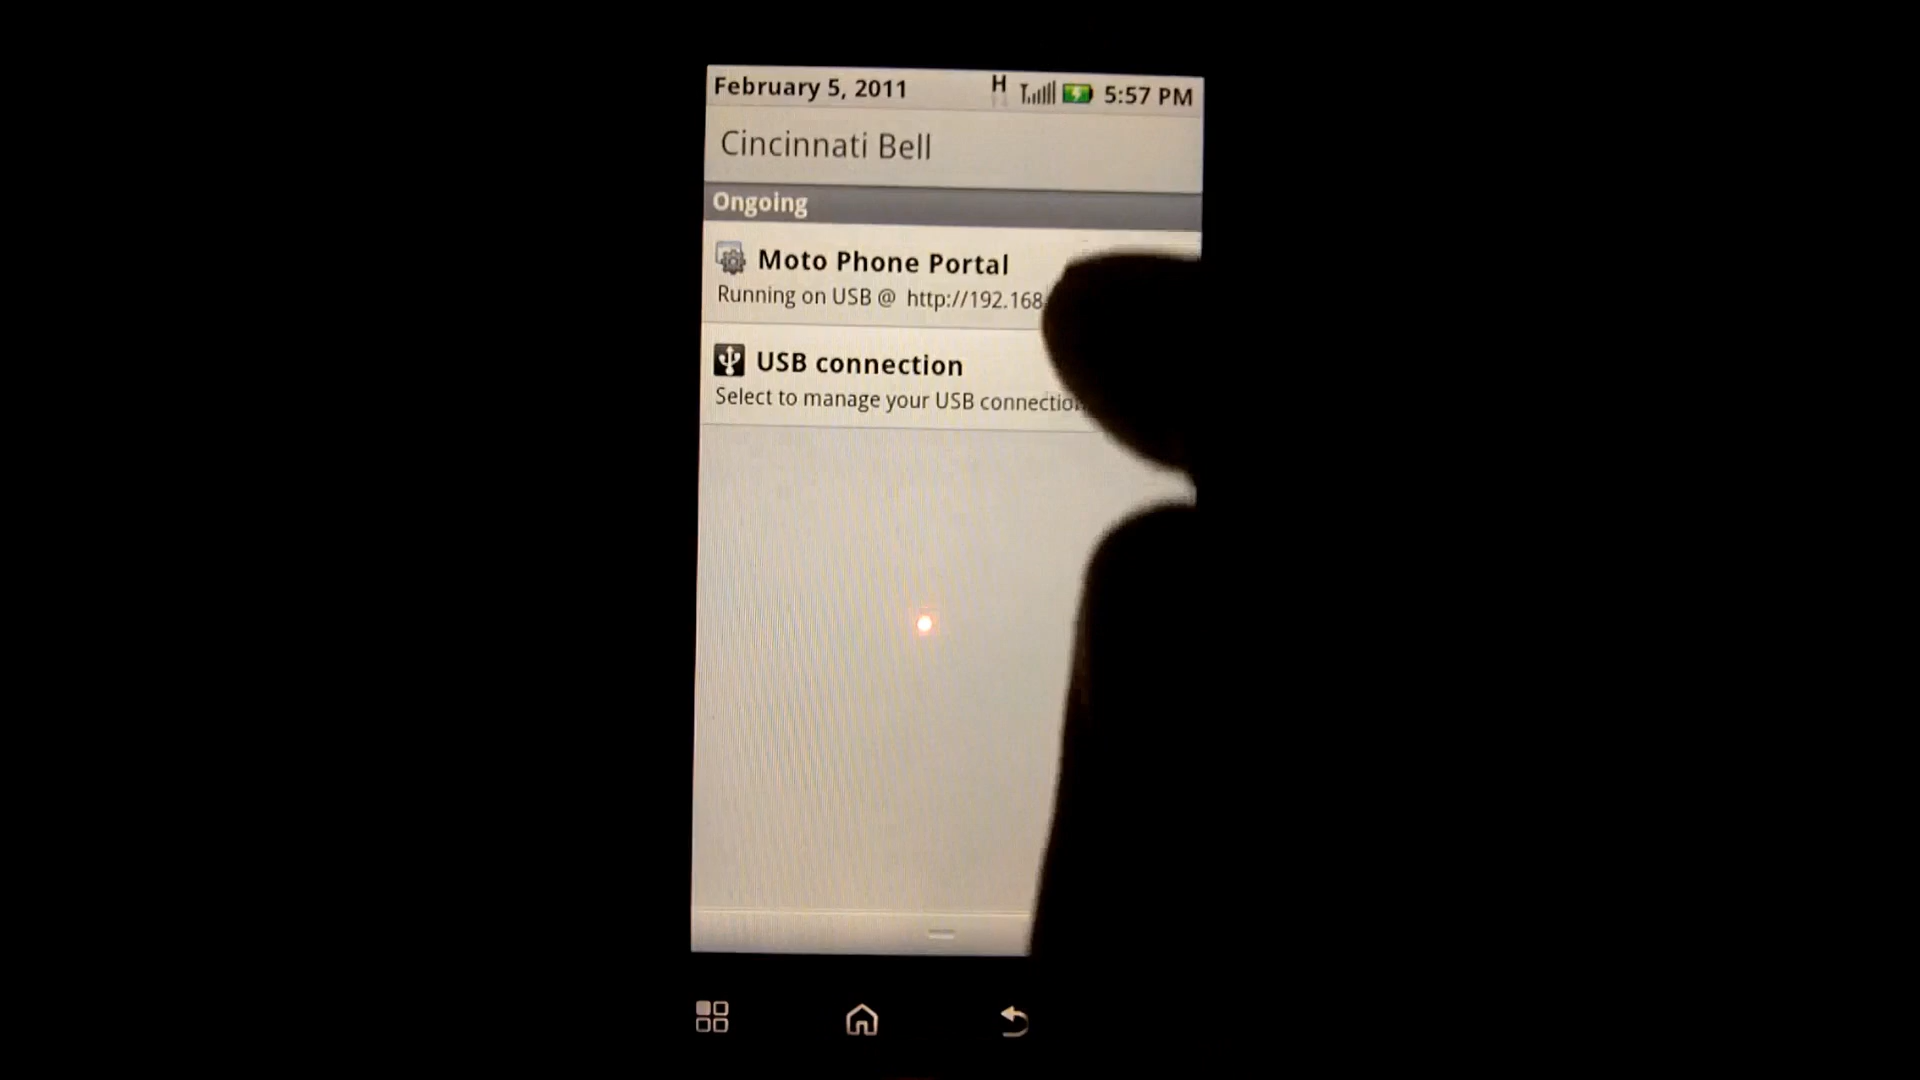 February 5, 2011 H 5:57 PM
Cincinnati Bell
Ongoing
Moto Phone Portal
Running on USB @ http://192.168
USB connection
Select to manage your USB connection